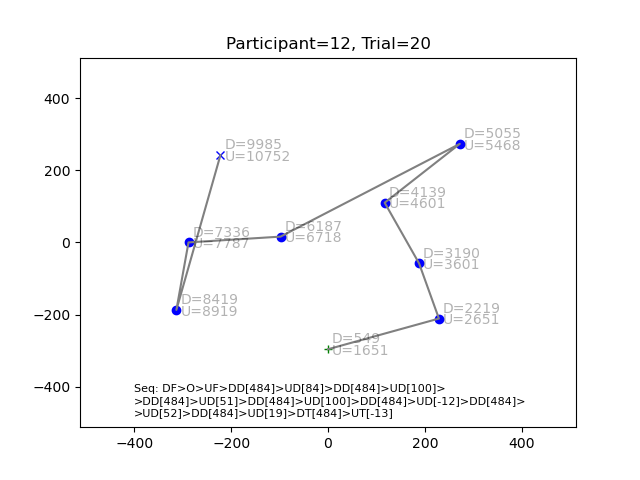 Participant=12, Trial=20
400
200
0
−200
−400
D=9985
U=10752
D=5055
U=5468
D=4139
U=4601
D=7336
U=7787
D=6187
U=6718
D=3190
U=3601
D=8419
U=8919
D=2219
U=2651
D=549
U=1651
Seq: DF>O>UF>DD[484]>UD[84]>DD[484]>UD[100]>
>DD[484]>UD[51]>DD[484]>UD[100]>DD[484]>UD[-12]>DD[484]>
>UD[52]>DD[484]>UD[19]>DT[484]>UT[-13]
−400
−200
0
200
400